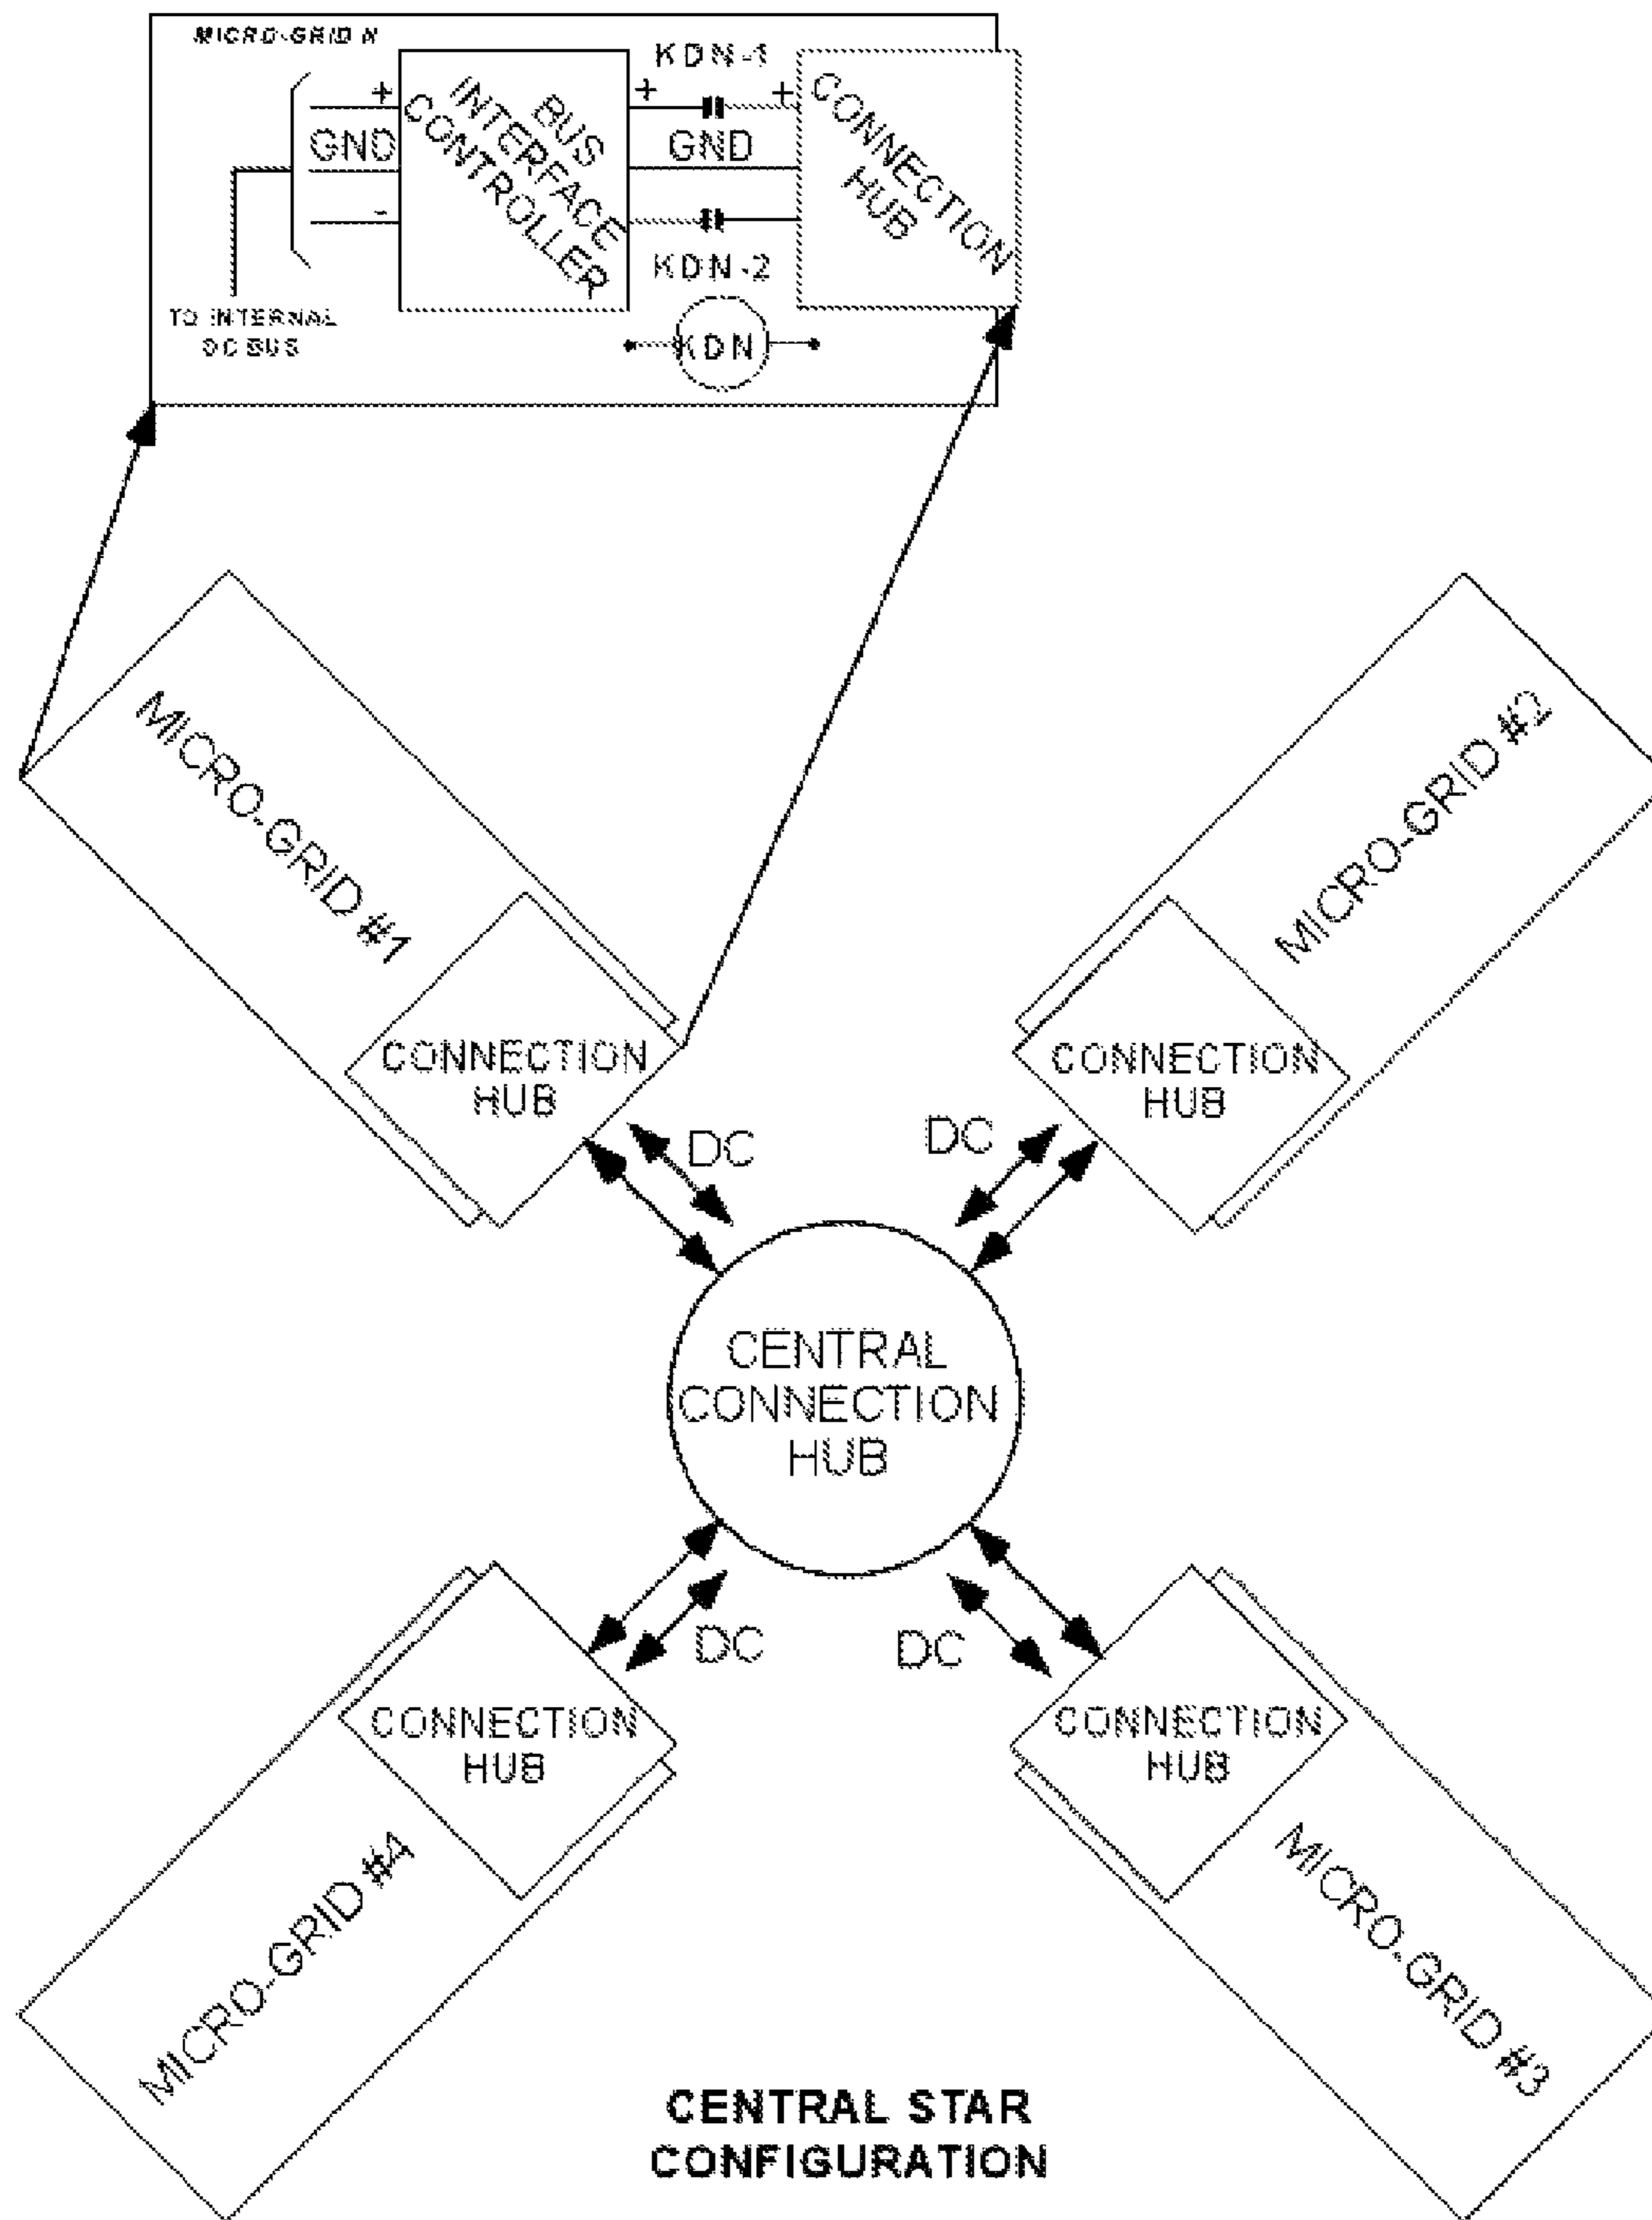 MICRO-GRID N
KDN-1
+
+
+
BUS
INTERFACE
CONTROLLER
CONNECTION
HUB
GND
GND
-
KDN-2
TO INTERNAL
DC BUS
KDN
MICRO-GRID #1
MICRO-GRID #2
CONNECTION
HUB
CONNECTION
HUB
DC
DC
CENTRAL
CONNECTION
HUB
DC
DC
CONNECTION
HUB
CONNECTION
HUB
MICRO-GRID #4
MICRO-GRID #3
CENTRAL STAR
CONFIGURATION